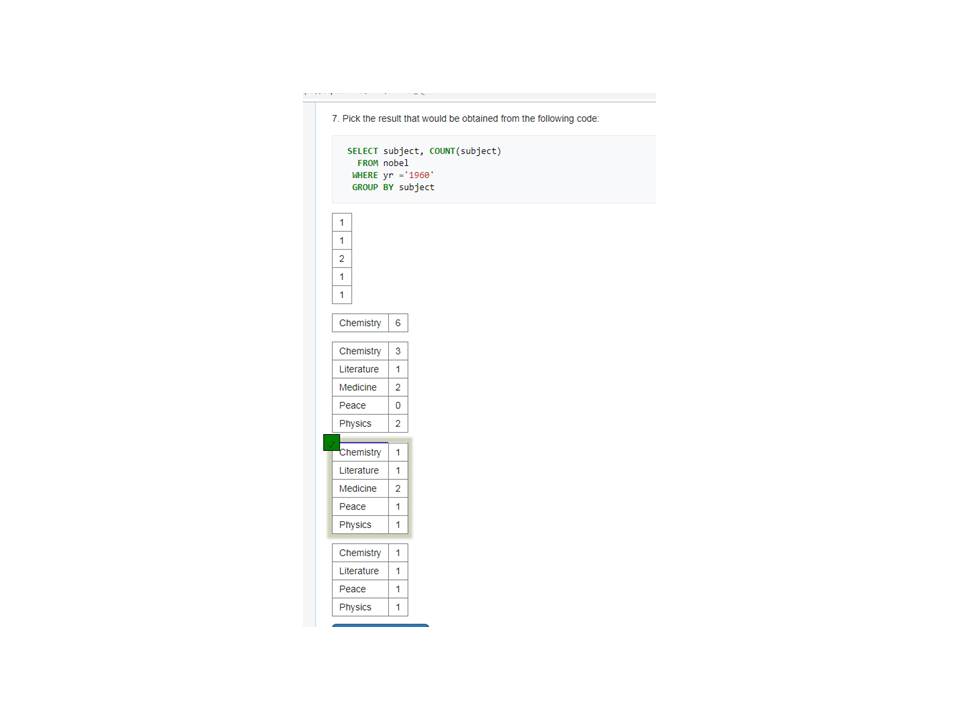 7. Pick the result that would be obtained from the following code:
SELECT subject, COUNT(subject)
FROM nobel
WHERE yr ='1960'
GROUP BY subject
1
1
2
1
1
Chemistry 6
Chemistry 3
Literature 1
Medicine 2
Peace 0
Physics 2
Chemistry 1
Literature 1
Medicine 2
Peace 1
Physics 1
Chemistry 1
Literature 1
Peace 1
Physics 1